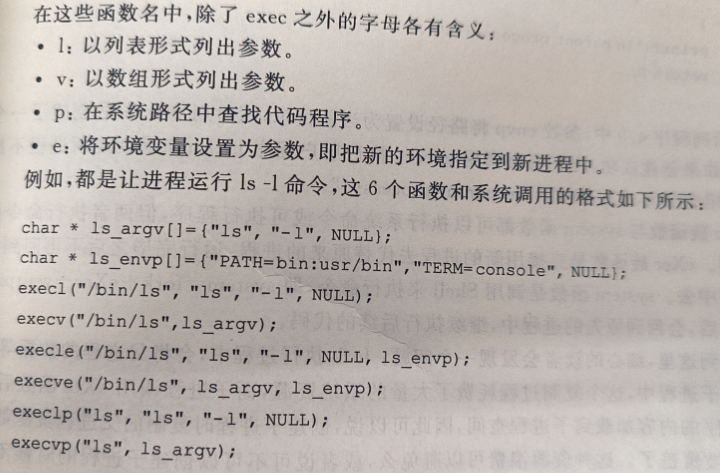 在这些函数名中,除了 exec 之外的字母各有含义:
• l: 以列表形式列出参数。
• v: 以数组形式列出参数。
• p: 在系统路径中查找代码程序。
• e: 将环境变量设置为参数,即把新的环境指定到新进程中。
例如,都是让进程运行 ls -l 命令,这 6 个函数和系统调用的格式如下所示:
char * ls_argv[]={"ls", "-l", NULL};
char * ls_envp[]={"PATH=bin:usr/bin","TERM=console", NULL};
execl("/bin/ls", "ls", "-l", NULL);
execv("/bin/ls",ls_argv);
execle("/bin/ls", "ls", "-l", NULL, ls_envp);
execve("/bin/ls", ls_argv, ls_envp);
execlp("ls", "ls", "-l", NULL);
execvp("ls", ls_argv);